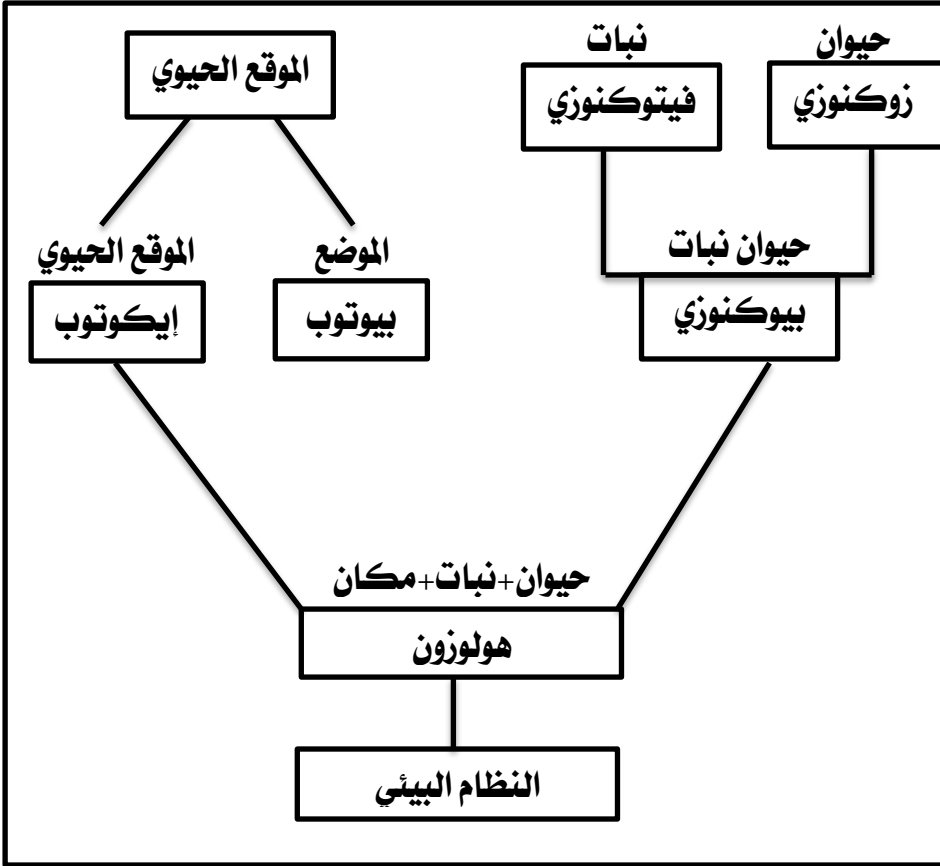 حيوان
نبات
زوكنوزي
فيتوكنوزي
الموقع الحيوي
حيوان نبات
الموضع
الموقع الحيوي
بيوكنوزي
بيوتوب
إيكوتوب
حيوان+نبات+مكان
هولوزون
النظام البيئي